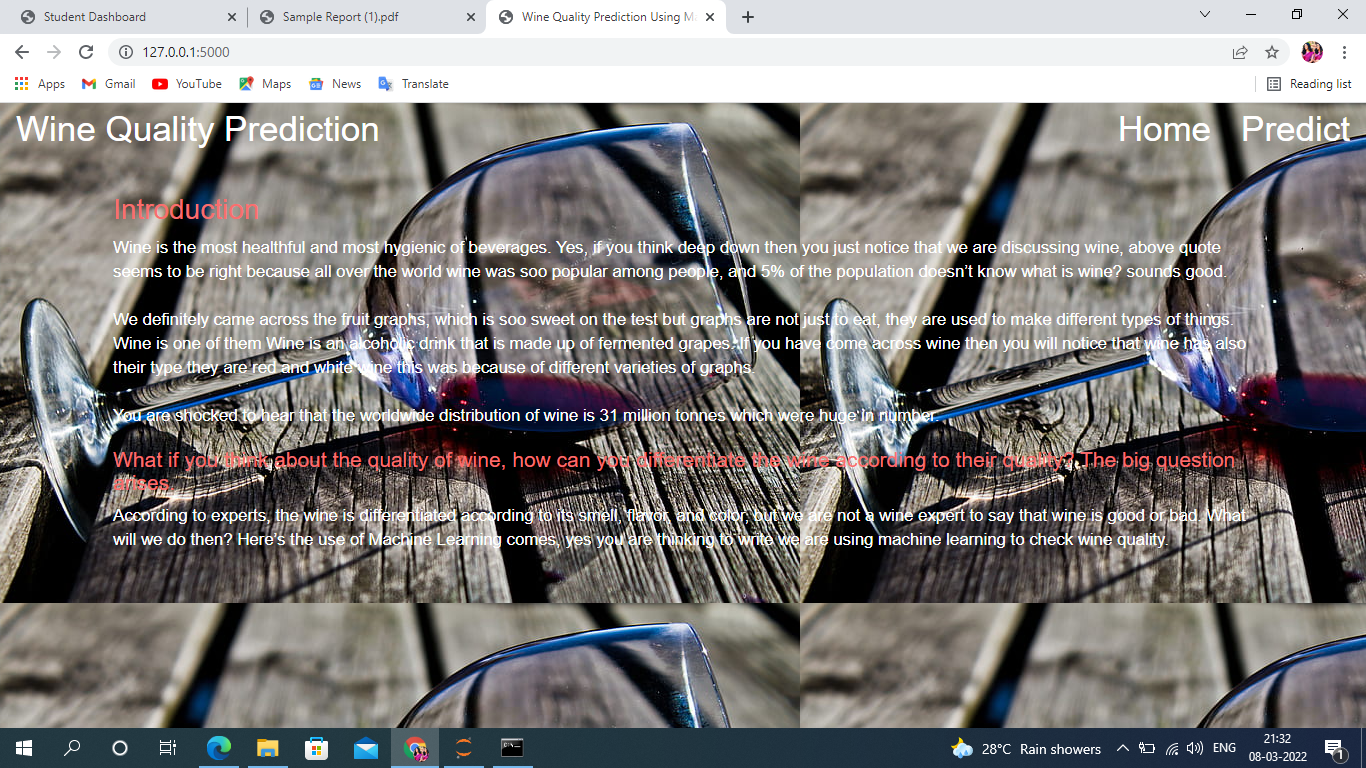 Student Dashboard
Sample Report (1).pdf
Wine Quality Prediction Using M
127.0.0.1:5000
Apps
Gmail
YouTube
Maps
News
Translate
Reading list
Wine Quality Prediction
Home
Predict
Introduction
Wine is the most healthful and most hygienic of beverages. Yes, if you think deep down then you just notice that we are discussing wine, above quote
seems to be right because all over the world wine was soo popular among people, and 5% of the population doesn’t know what is wine? sounds good.
We definitely came across the fruit graphs, which is soo sweet on the test but graphs are not just to eat, they are used to make different types of things.
Wine is one of them Wine is an alcoholic drink that is made up of fermented grapes. If you have come across wine then you will notice that wine has also
their type they are red and white wine this was because of different varieties of graphs.
You are shocked to hear that the worldwide distribution of wine is 31 million tonnes which were huge in number.
What if you think about the quality of wine, how can you differentiate the wine according to their quality? The big question
arises.
According to experts, the wine is differentiated according to its smell, flavor, and color, but we are not a wine expert to say that wine is good or bad. What
will we do then? Here’s the use of Machine Learning comes, yes you are thinking to write we are using machine learning to check wine quality.
28°C Rain showers
ENG
21:32
08-03-2022
1